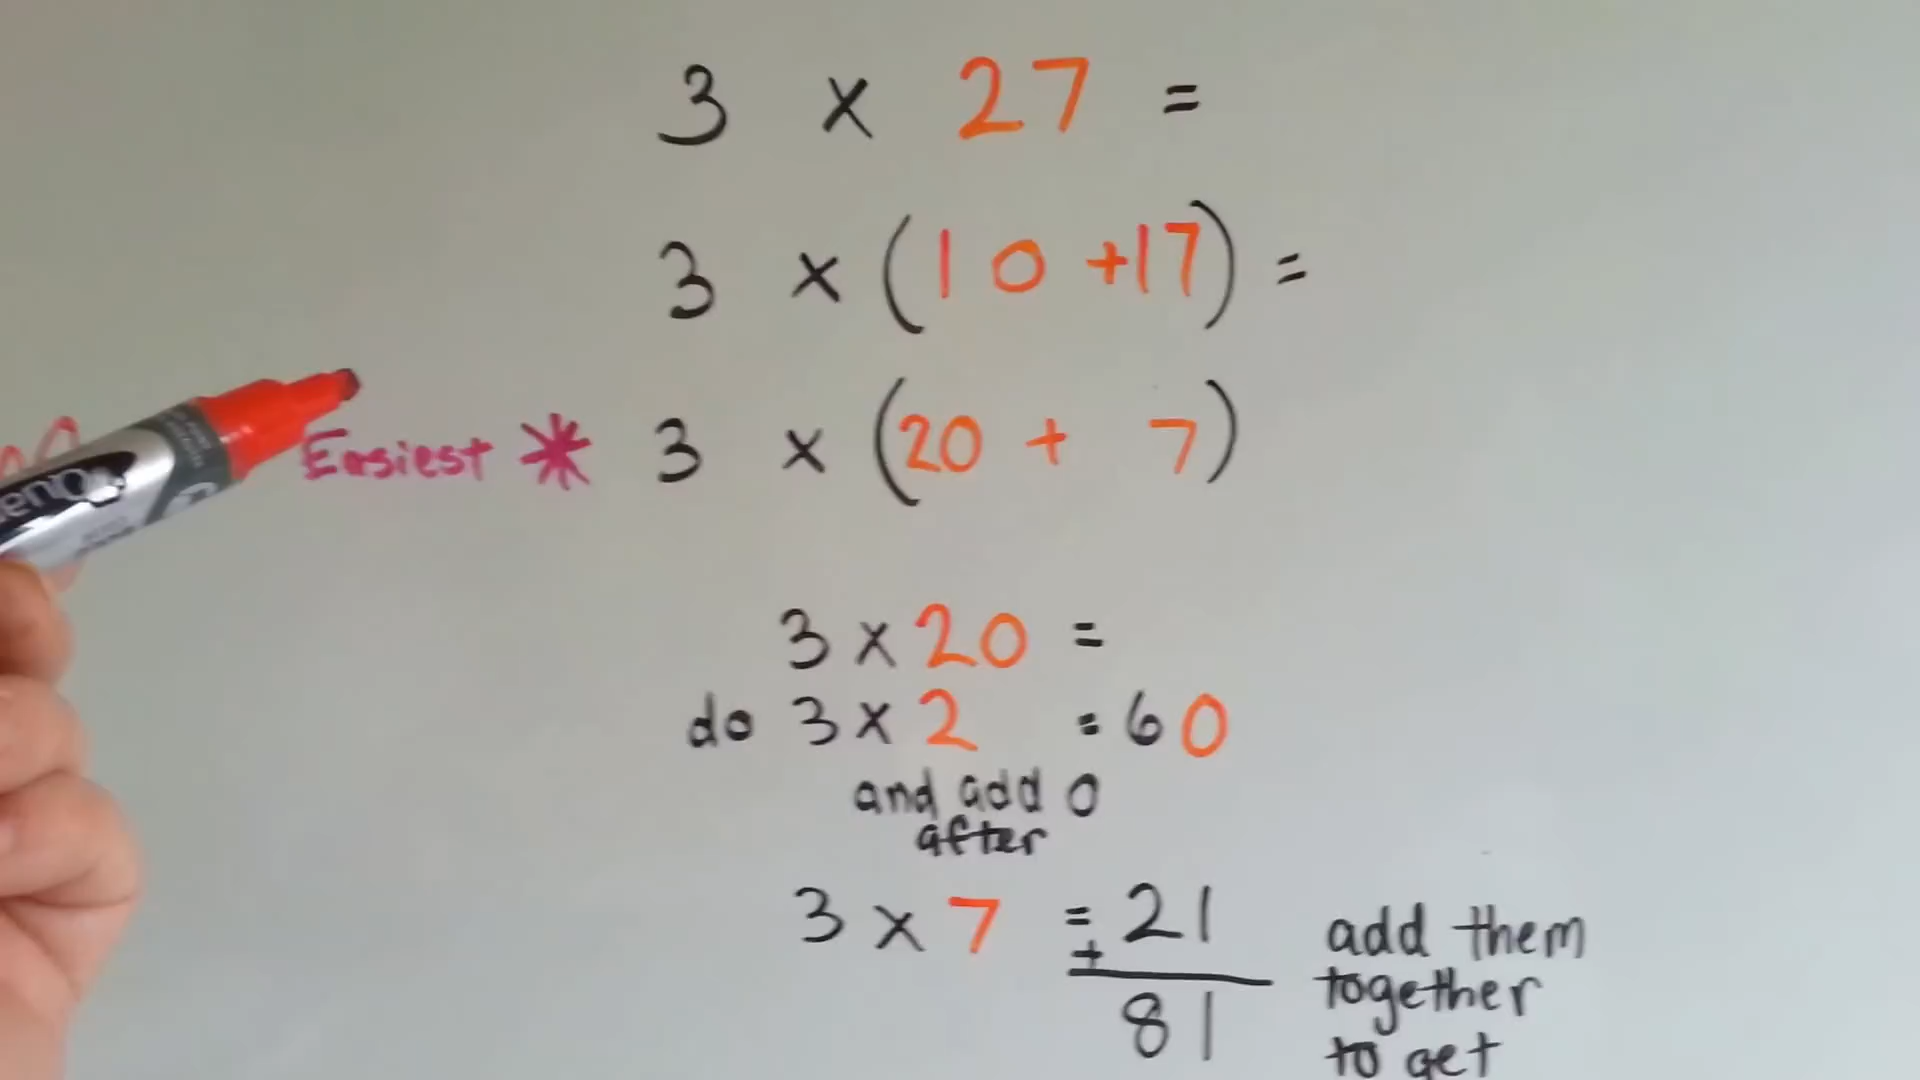 3 x 27 =
3 x (10 +17) =
Easiest * 3 x (20 + 7)
3 x 20 =
do 3 x 2 = 60
and add 0
after
3 x 7 = 21
+
81
add them
together
to get